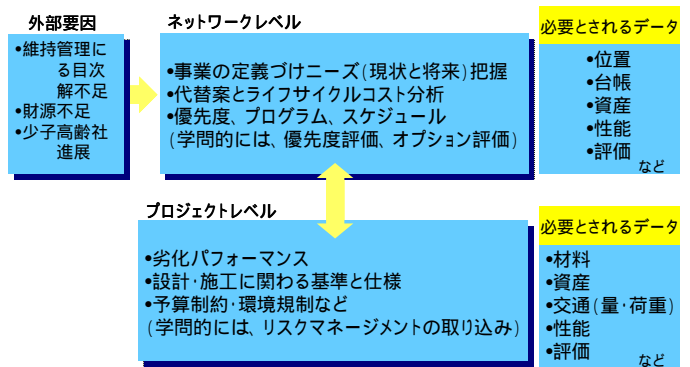 外部要因
•維持管理に
る目次
解不足
•財源不足
•少子高齢社
進展
ネットワークレベル
•事業の定義づけニーズ(現状と将来)把握
•代替案とライフサイクルコスト分析
•優先度、プログラム、スケジュール
(学問的には、優先度評価、オプション評価)
必要とされるデータ
•位置
•台帳
•資産
•性能
•評価
など
プロジェクトレベル
•劣化パフォーマンス
•設計・施工に関わる基準と仕様
•予算制約・環境規制など
(学問的には、リスクマネージメントの取り込み)
必要とされるデータ
•材料
•資産
•交通(量・荷重)
•性能
•評価
など